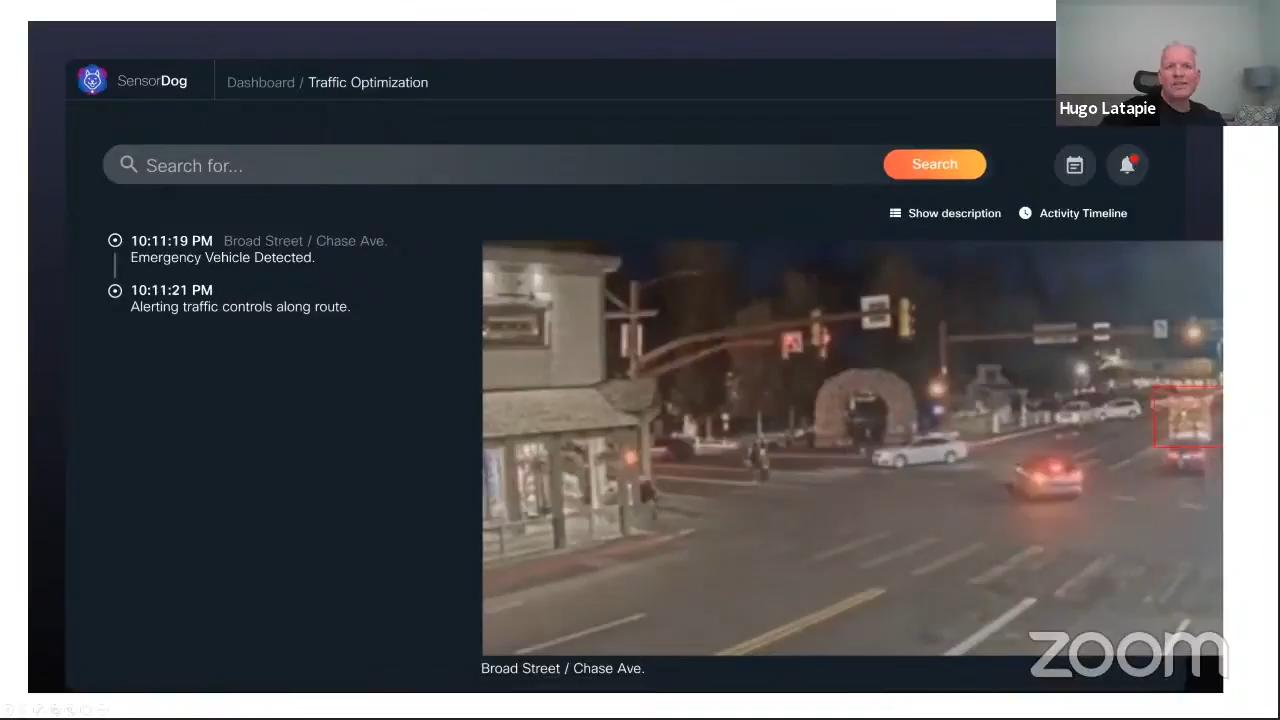 SensorDog
Dashboard / Traffic Optimization
Hugo Latapie
Search for...
Search
Show description
Activity Timeline
10:11:19 PM Broad Street / Chase Ave.
Emergency Vehicle Detected.
10:11:21 PM
Alerting traffic controls along route.
Broad Street / Chase Ave.
zoom